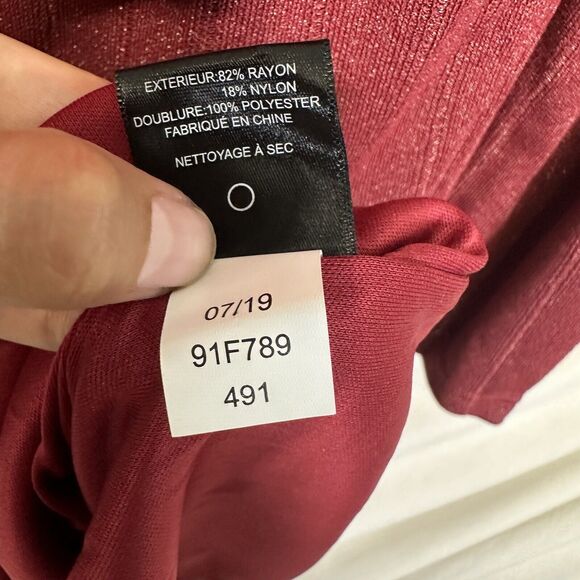 EXTERIEUR:82% RAYON
18% NYLON
DOUBLURE:100% POLYESTER
FABRIQUÉ EN CHINE
NETTOYAGE À SEC
07/19
91F789
491